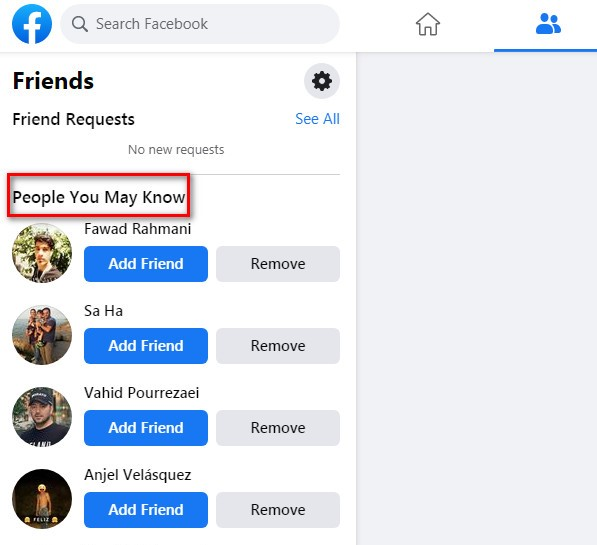 Search Facebook
Friends
Friend Requests See All
No new requests
People You May Know
Fawad Rahmani
Add Friend Remove
Sa Ha
Add Friend Remove
Vahid Pourrezaei
Add Friend Remove
Anjel Velásquez
Add Friend Remove
FELIZ